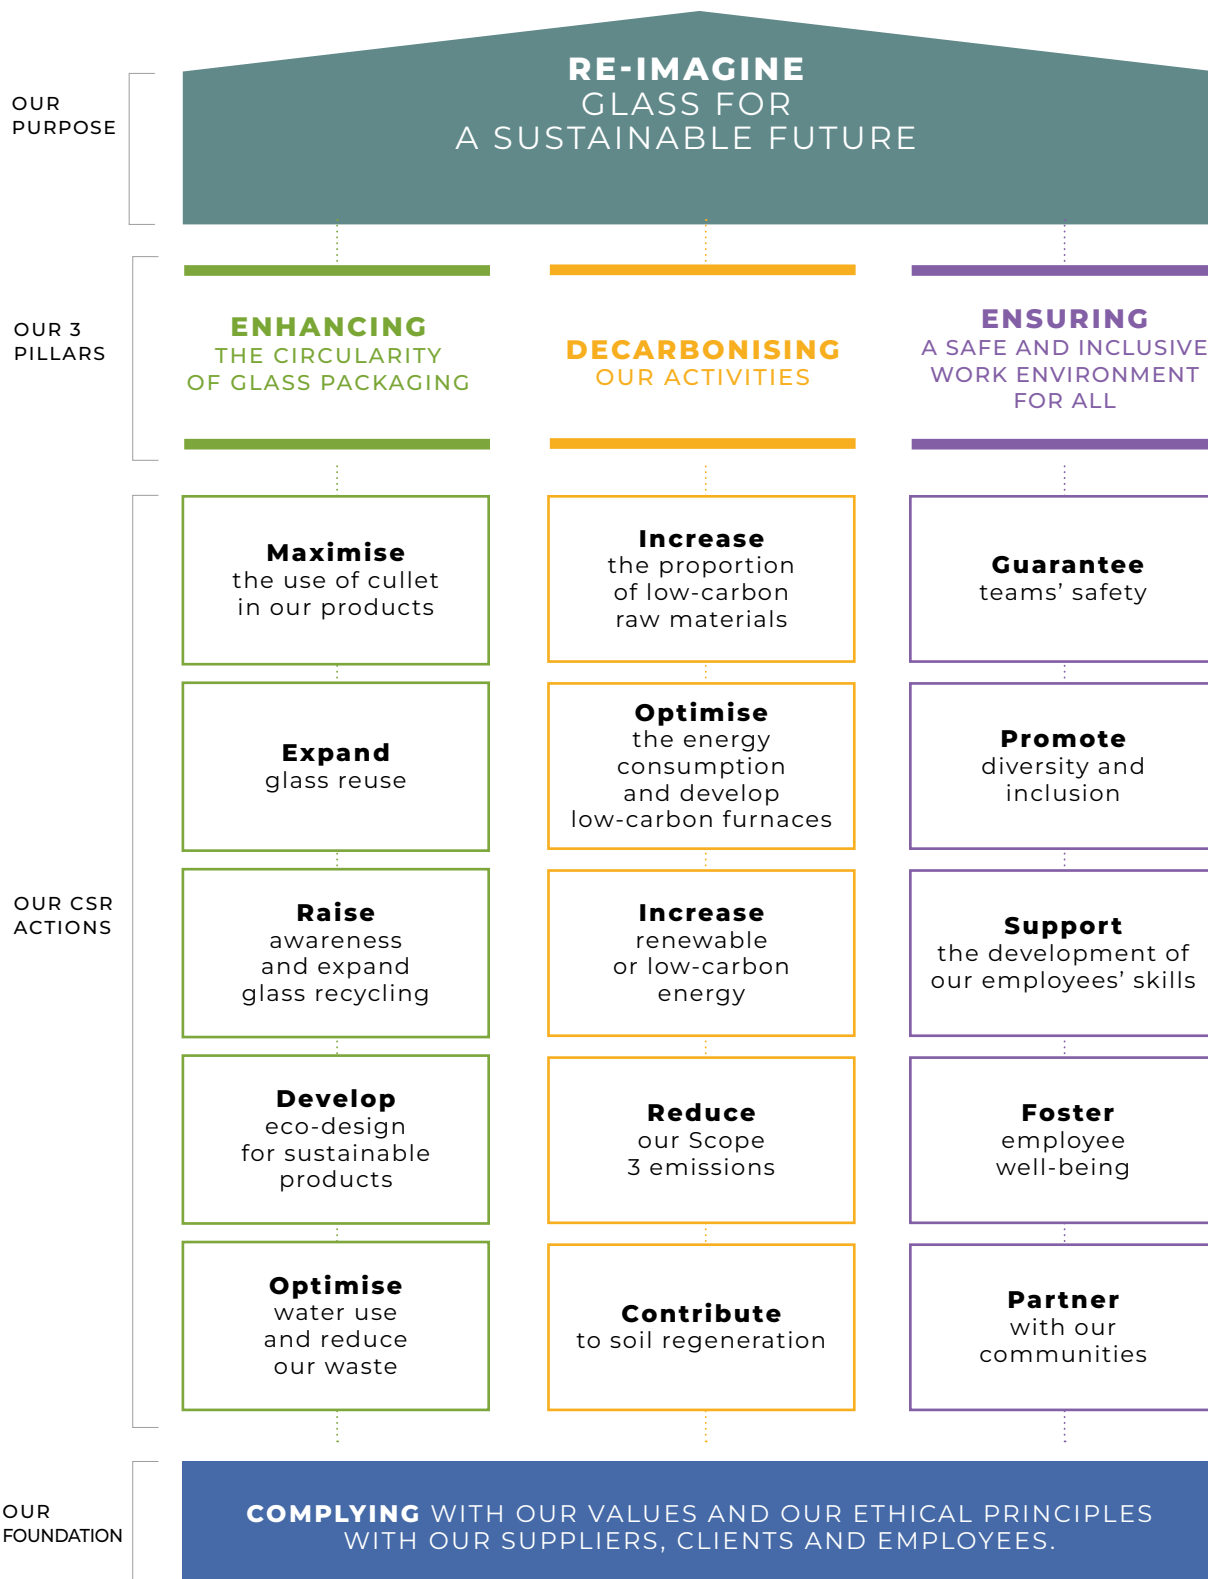 OUR
PURPOSE
RE-IMAGINE
GLASS FOR
A SUSTAINABLE FUTURE
OUR 3
PILLARS
ENHANCING
THE CIRCULARITY
OF GLASS PACKAGING
DECARBONISING
OUR ACTIVITIES
ENSURING
A SAFE AND INCLUSIVE
WORK ENVIRONMENT
FOR ALL
OUR CSR
ACTIONS
Maximise
the use of cullet
in our products
Expand
glass reuse
Raise
awareness
and expand
glass recycling
Develop
eco-design
for sustainable
products
Optimise
water use
and reduce
our waste
Increase
the proportion
of low-carbon
raw materials
Optimise
the energy
consumption
and develop
low-carbon furnaces
Increase
renewable
or low-carbon
energy
Reduce
our Scope
3 emissions
Contribute
to soil regeneration
Guarantee
teams’ safety
Promote
diversity and
inclusion
Support
the development of
our employees’ skills
Foster
employee
well-being
Partner
with our
communities
OUR
FOUNDATION
COMPLYING WITH OUR VALUES AND OUR ETHICAL PRINCIPLES
WITH OUR SUPPLIERS, CLIENTS AND EMPLOYEES.